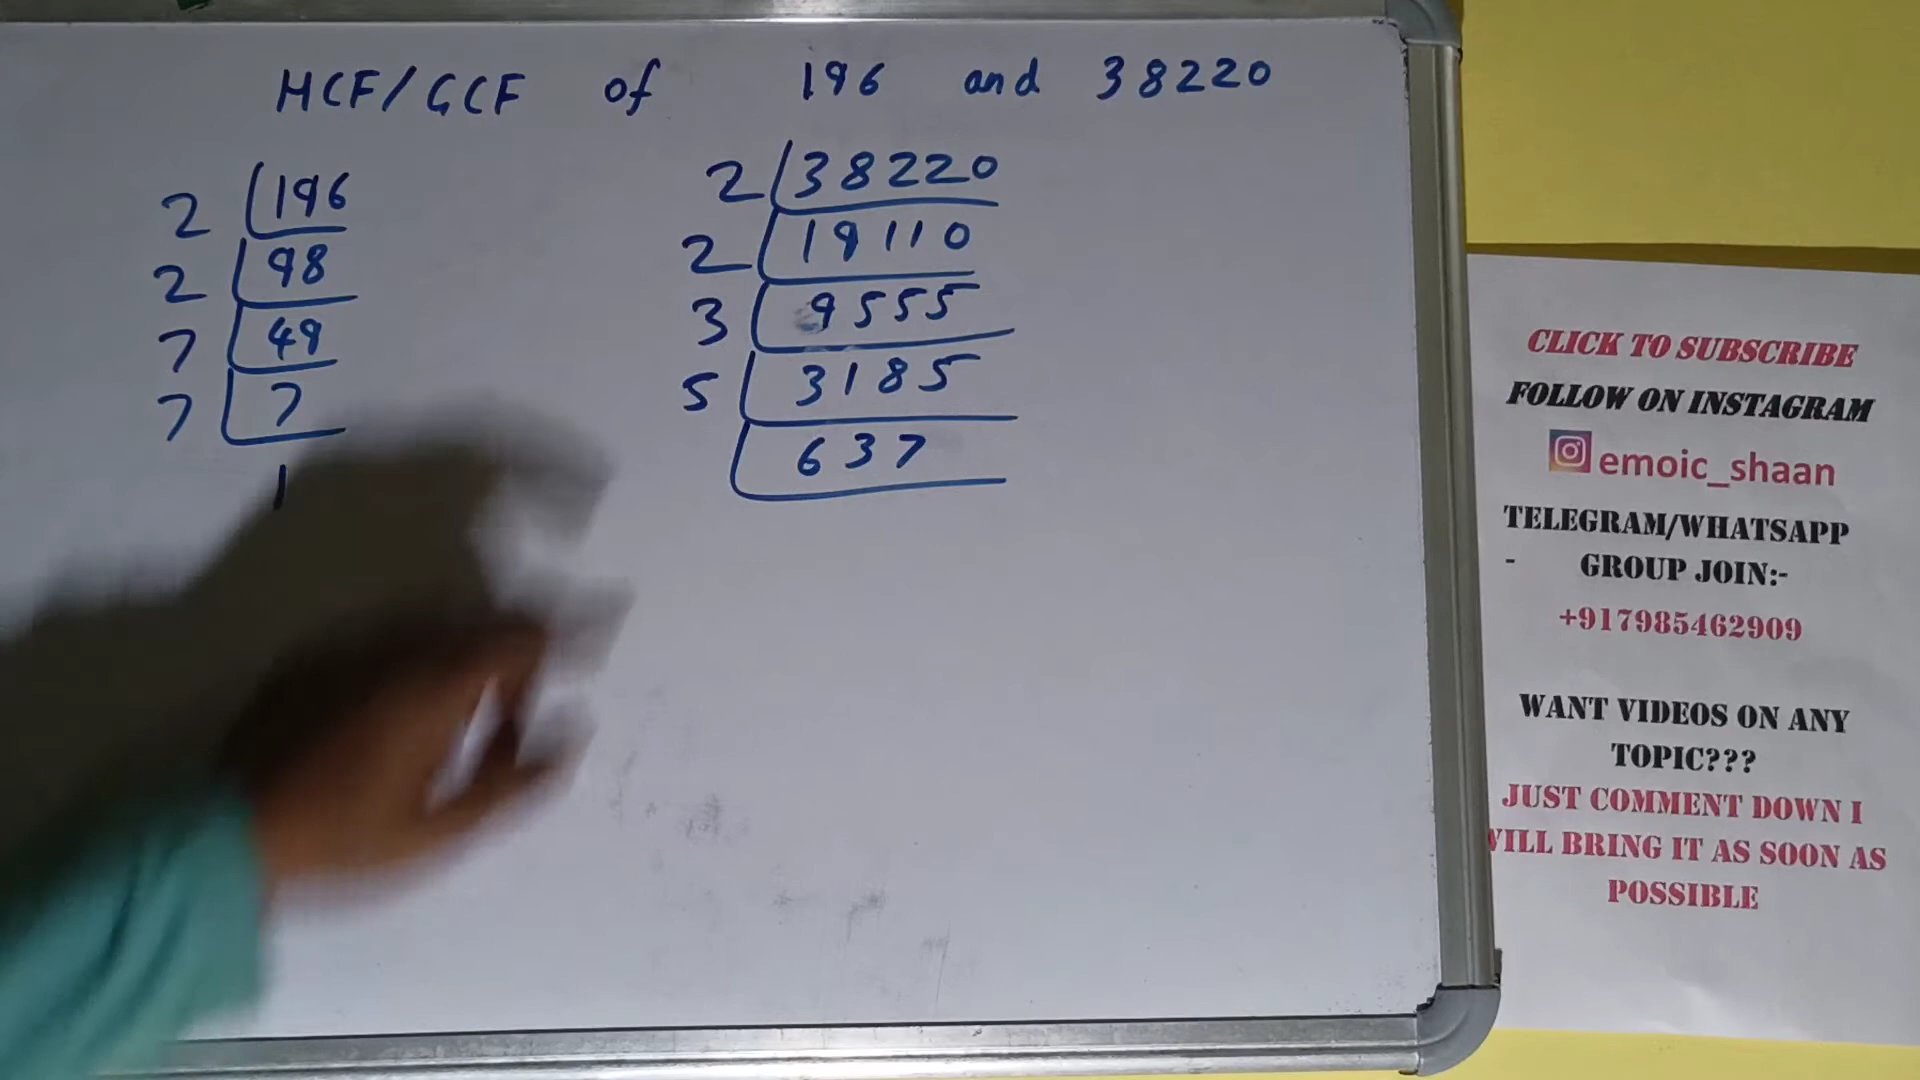 HCF/GCF of 196 and 38220
2 196
2 98
7 49
7 7
1
2 38220
2 19110
3 9555
5 3185
637
CLICK TO SUBSCRIBE
FOLLOW ON INSTAGRAM
emoic_shaan
TELEGRAM/WHATSAPP
- GROUP JOIN:-
+917985462909
WANT VIDEOS ON ANY
TOPIC???
JUST COMMENT DOWN I
WILL BRING IT AS SOON AS
POSSIBLE